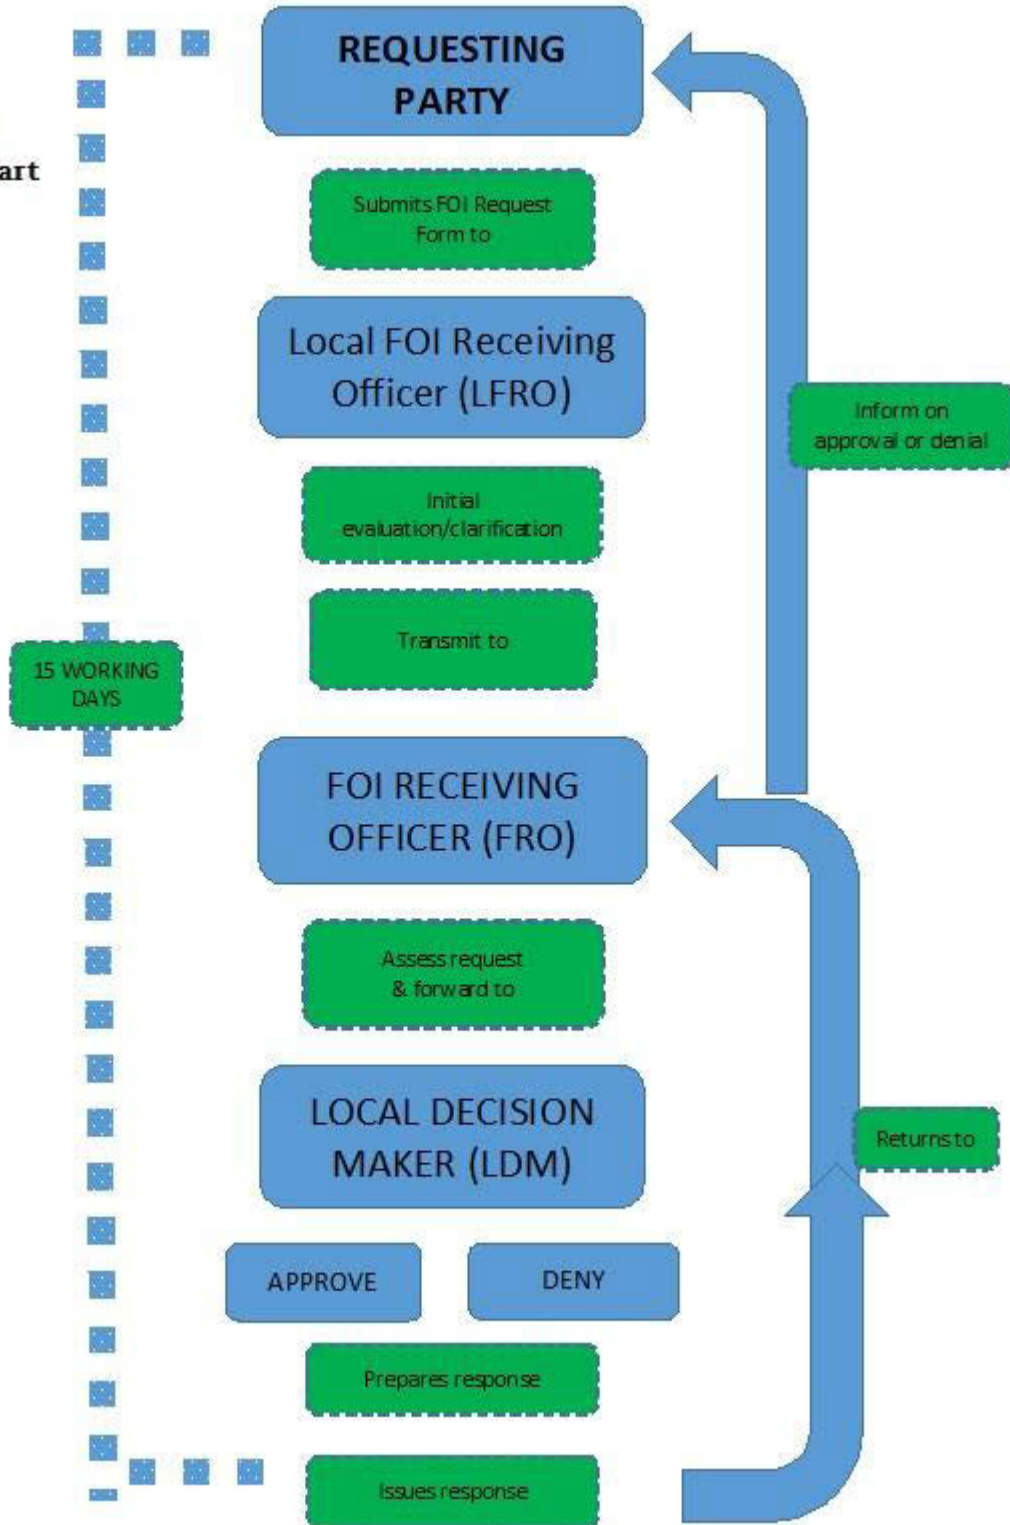 REQUESTING
PARTY
art
Submits FOI Request
Form to
Local FOI Receiving
Officer (LFRO)
Inform on
approval or denial
Initial
evaluation/clarification
Transmit to
15 WORKING
DAYS
FOI RECEIVING
OFFICER (FRO)
Assess request
& forward to
LOCAL DECISION
MAKER (LDM)
Returns to
APPROVE
DENY
Prepares response
Issues response